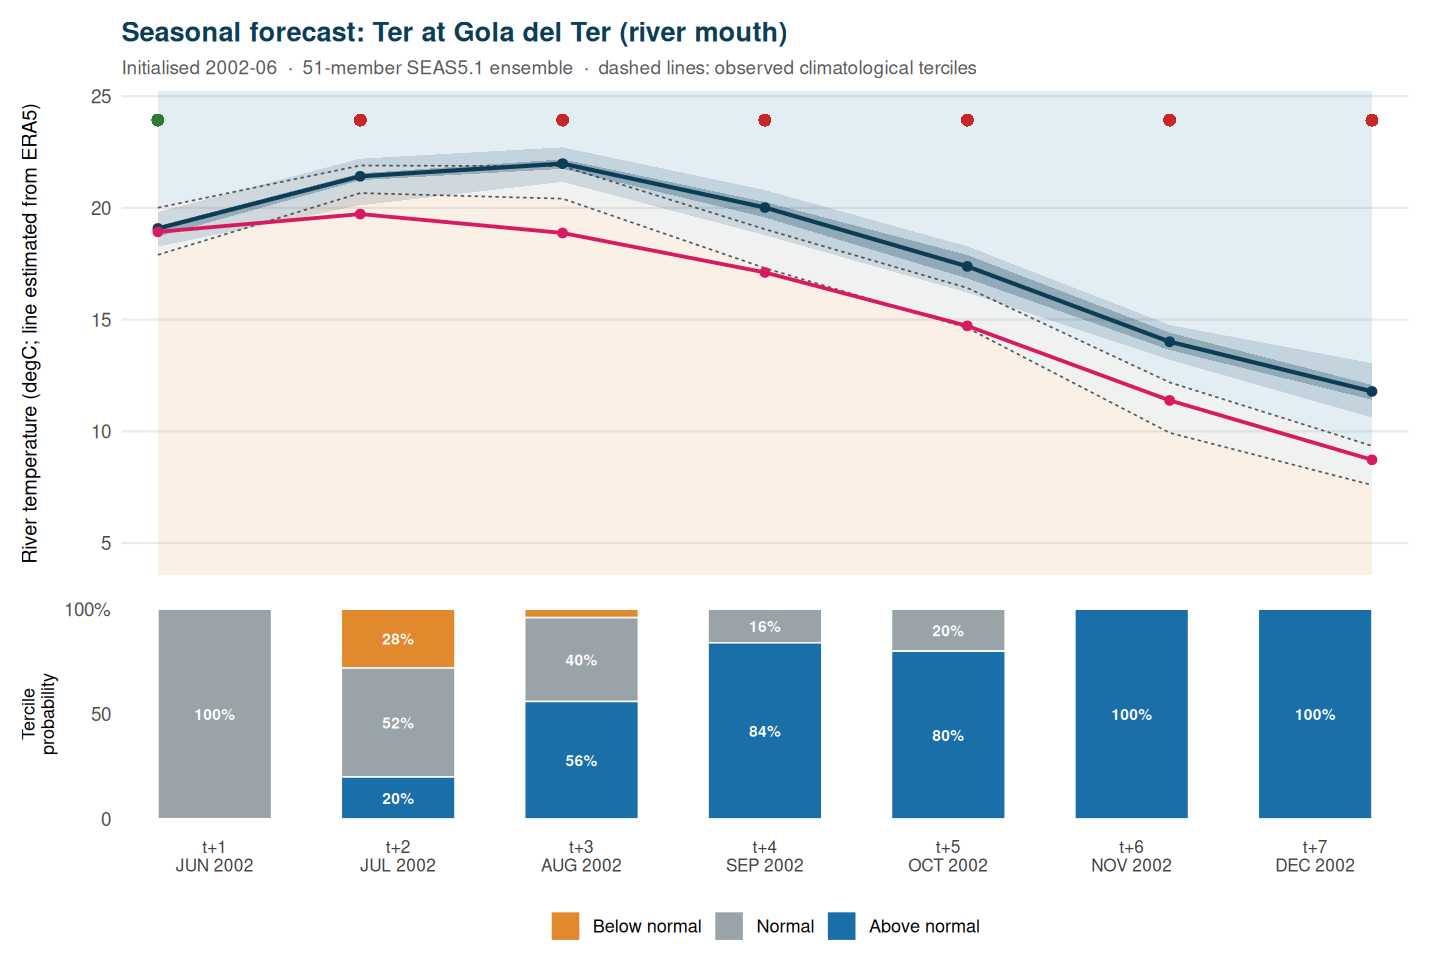 Seasonal forecast: Ter at Gola del Ter (river mouth)
Initialised 2002-06 · 51-member SEAS5.1 ensemble · dashed lines: observed climatological terciles
River temperature (degC; line estimated from ERA5)
25
20
15
10
5
Tercile
probability
100%
50
0
100%
28%
52%
20%
40%
56%
16%
84%
20%
80%
100%
100%
t+1
JUN 2002
t+2
JUL 2002
t+3
AUG 2002
t+4
SEP 2002
t+5
OCT 2002
t+6
NOV 2002
t+7
DEC 2002
Below normal
Normal
Above normal